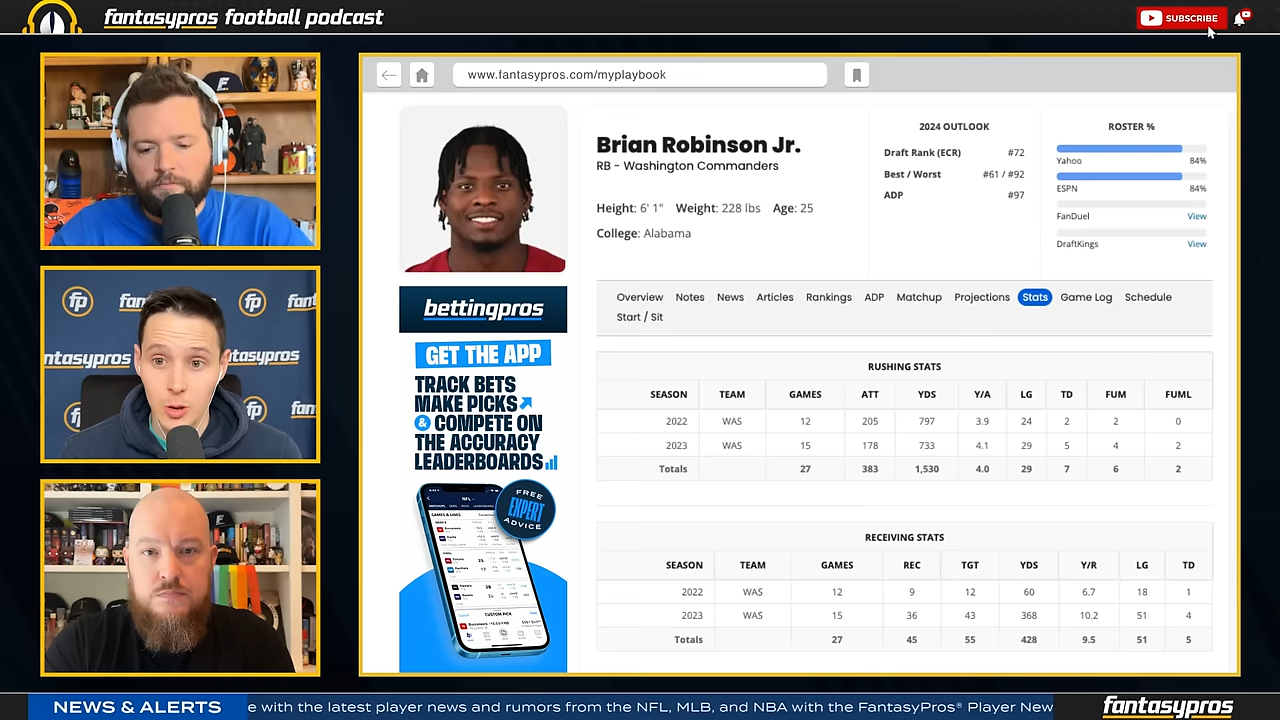 fantasypros football podcast
SUBSCRIBE
www.fantasypros.com/myplaybook
Brian Robinson Jr.
RB - Washington Commanders
Height: 6' 1" Weight: 228 lbs Age: 25
College: Alabama
2024 OUTLOOK
Draft Rank (ECR) #72
Best / Worst #61 / #92
ADP #97
ROSTER %
Yahoo 84%
ESPN 84%
FanDuel View
DraftKings View
Overview Notes News Articles Rankings ADP Matchup Projections Stats Game Log Schedule
Start / Sit
RUSHING STATS
SEASON TEAM GAMES ATT YDS Y/A LG TD FUM FUML
2022 WAS 12 205 797 3.9 24 2 2 0
2023 WAS 15 178 733 4.1 29 5 4 2
Totals 27 383 1,530 4.0 29 7 6 2
RECEIVING STATS
SEASON TEAM GAMES REC TGT YDS Y/R LG TD
2022 WAS 12 9 12 60 6.7 18 1
2023 WAS 15 36 43 368 10.2 51 4
Totals 27 45 55 428 9.5 51 5
bettingpros
GET THE APP
TRACK BETS
MAKE PICKS
& COMPETE ON
THE ACCURACY
LEADERBOARDS
FREE
EXPERT
ADVICE
CUSTOM PICK
fp fp
ntasypros ntasypros
fp
NEWS & ALERTS
e with the latest player news and rumors from the NFL, MLB, and NBA with the FantasyPros® Player New
fantasypros